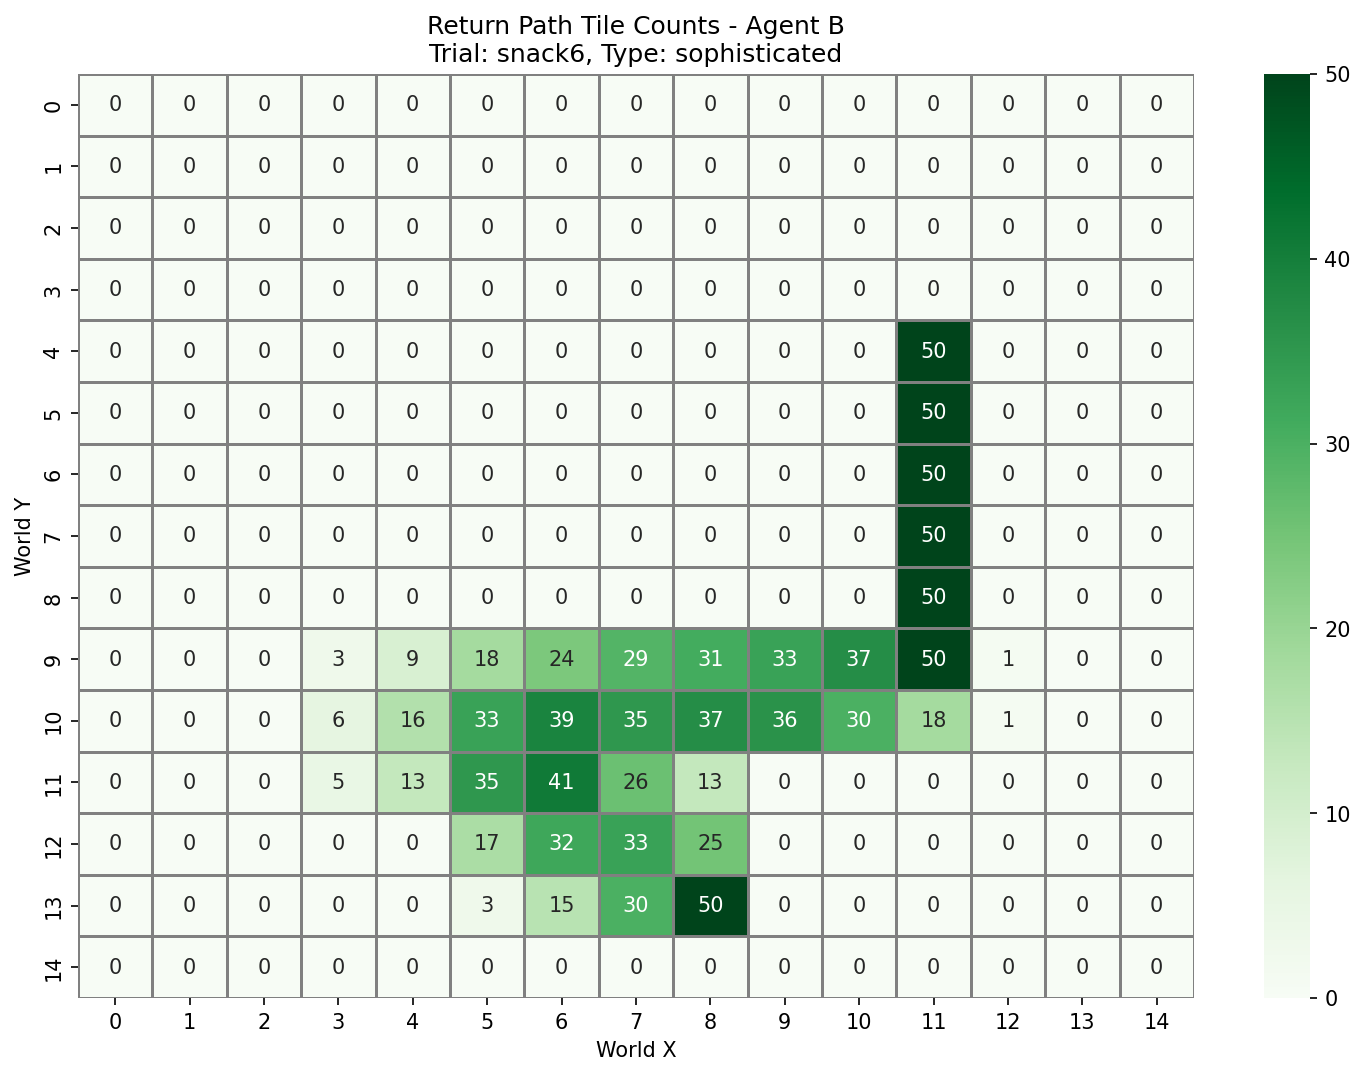 Return Path Tile Counts - Agent B
Trial: snack6, Type: sophisticated
0 0 0 0 0 0 0 0 0 0 0 0 0 0 0 0
1 0 0 0 0 0 0 0 0 0 0 0 0 0 0 0
2 0 0 0 0 0 0 0 0 0 0 0 0 0 0 0
3 0 0 0 0 0 0 0 0 0 0 0 0 0 0 0
4 0 0 0 0 0 0 0 0 0 0 0 50 0 0 0
5 0 0 0 0 0 0 0 0 0 0 0 50 0 0 0
6 0 0 0 0 0 0 0 0 0 0 0 50 0 0 0
7 0 0 0 0 0 0 0 0 0 0 0 50 0 0 0
8 0 0 0 0 0 0 0 0 0 0 0 50 0 0 0
9 0 0 0 3 9 18 24 29 31 33 37 50 1 0 0
10 0 0 0 6 16 33 39 35 37 36 30 18 1 0 0
11 0 0 0 5 13 35 41 26 13 0 0 0 0 0 0
12 0 0 0 0 0 17 32 33 25 0 0 0 0 0 0
13 0 0 0 0 0 3 15 30 50 0 0 0 0 0 0
14 0 0 0 0 0 0 0 0 0 0 0 0 0 0 0
0 1 2 3 4 5 6 7 8 9 10 11 12 13 14
World X
World Y
50
40
30
20
10
0